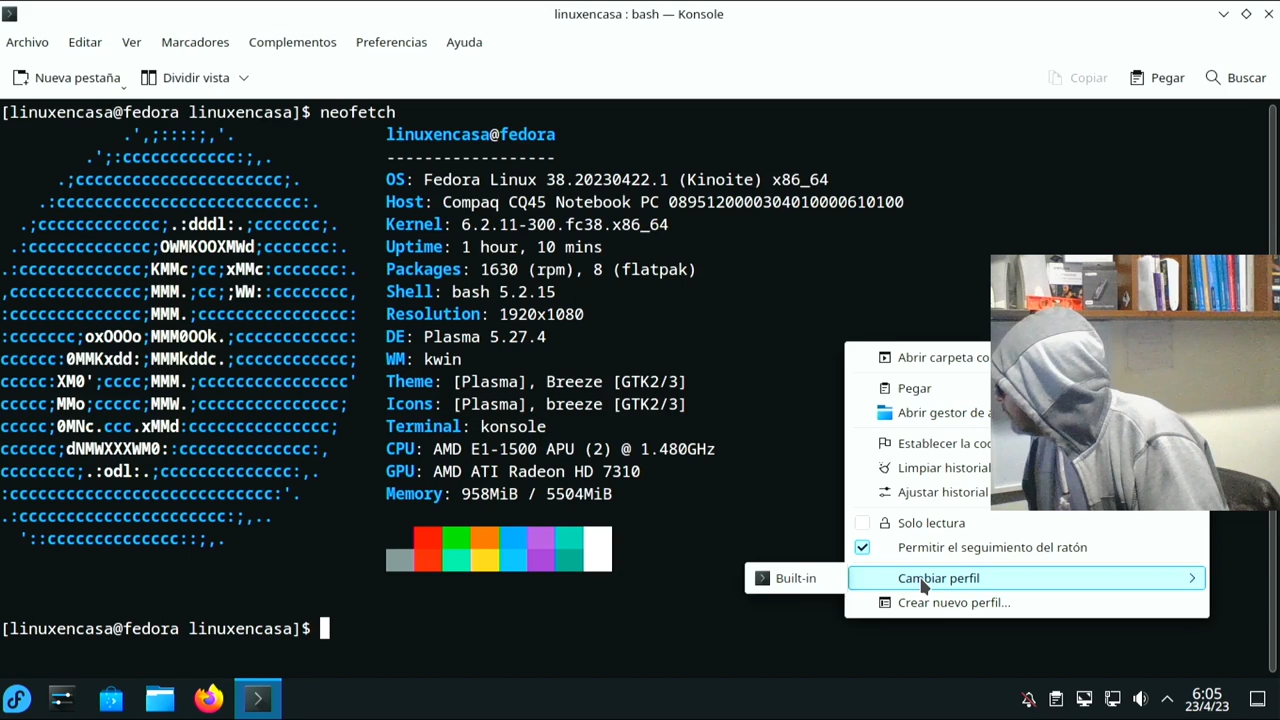 linuxencasa : bash — Konsole
Archivo Editar Ver Marcadores Complementos Preferencias Ayuda
Nueva pestaña Dividir vista Copiar Pegar Buscar
[linuxencasa@fedora linuxencasa]$ neofetch
linuxencasa@fedora
------------------
OS: Fedora Linux 38.20230422.1 (Kinoite) x86_64
Host: Compaq CQ45 Notebook PC 0895120000304010000610100
Kernel: 6.2.11-300.fc38.x86_64
Uptime: 1 hour, 10 mins
Packages: 1630 (rpm), 8 (flatpak)
Shell: bash 5.2.15
Resolution: 1920x1080
DE: Plasma 5.27.4
WM: kwin
Theme: [Plasma], Breeze [GTK2/3]
Icons: [Plasma], breeze [GTK2/3]
Terminal: konsole
CPU: AMD E1-1500 APU (2) @ 1.480GHz
GPU: AMD ATI Radeon HD 7310
Memory: 958MiB / 5504MiB
[linuxencasa@fedora linuxencasa]$
Abrir carpeta co
Pegar
Abrir gestor de a
Establecer la coc
Limpiar historial
Ajustar historial
Solo lectura
Permitir el seguimiento del ratón
Built-in Cambiar perfil
Crear nuevo perfil...
6:05
23/4/23